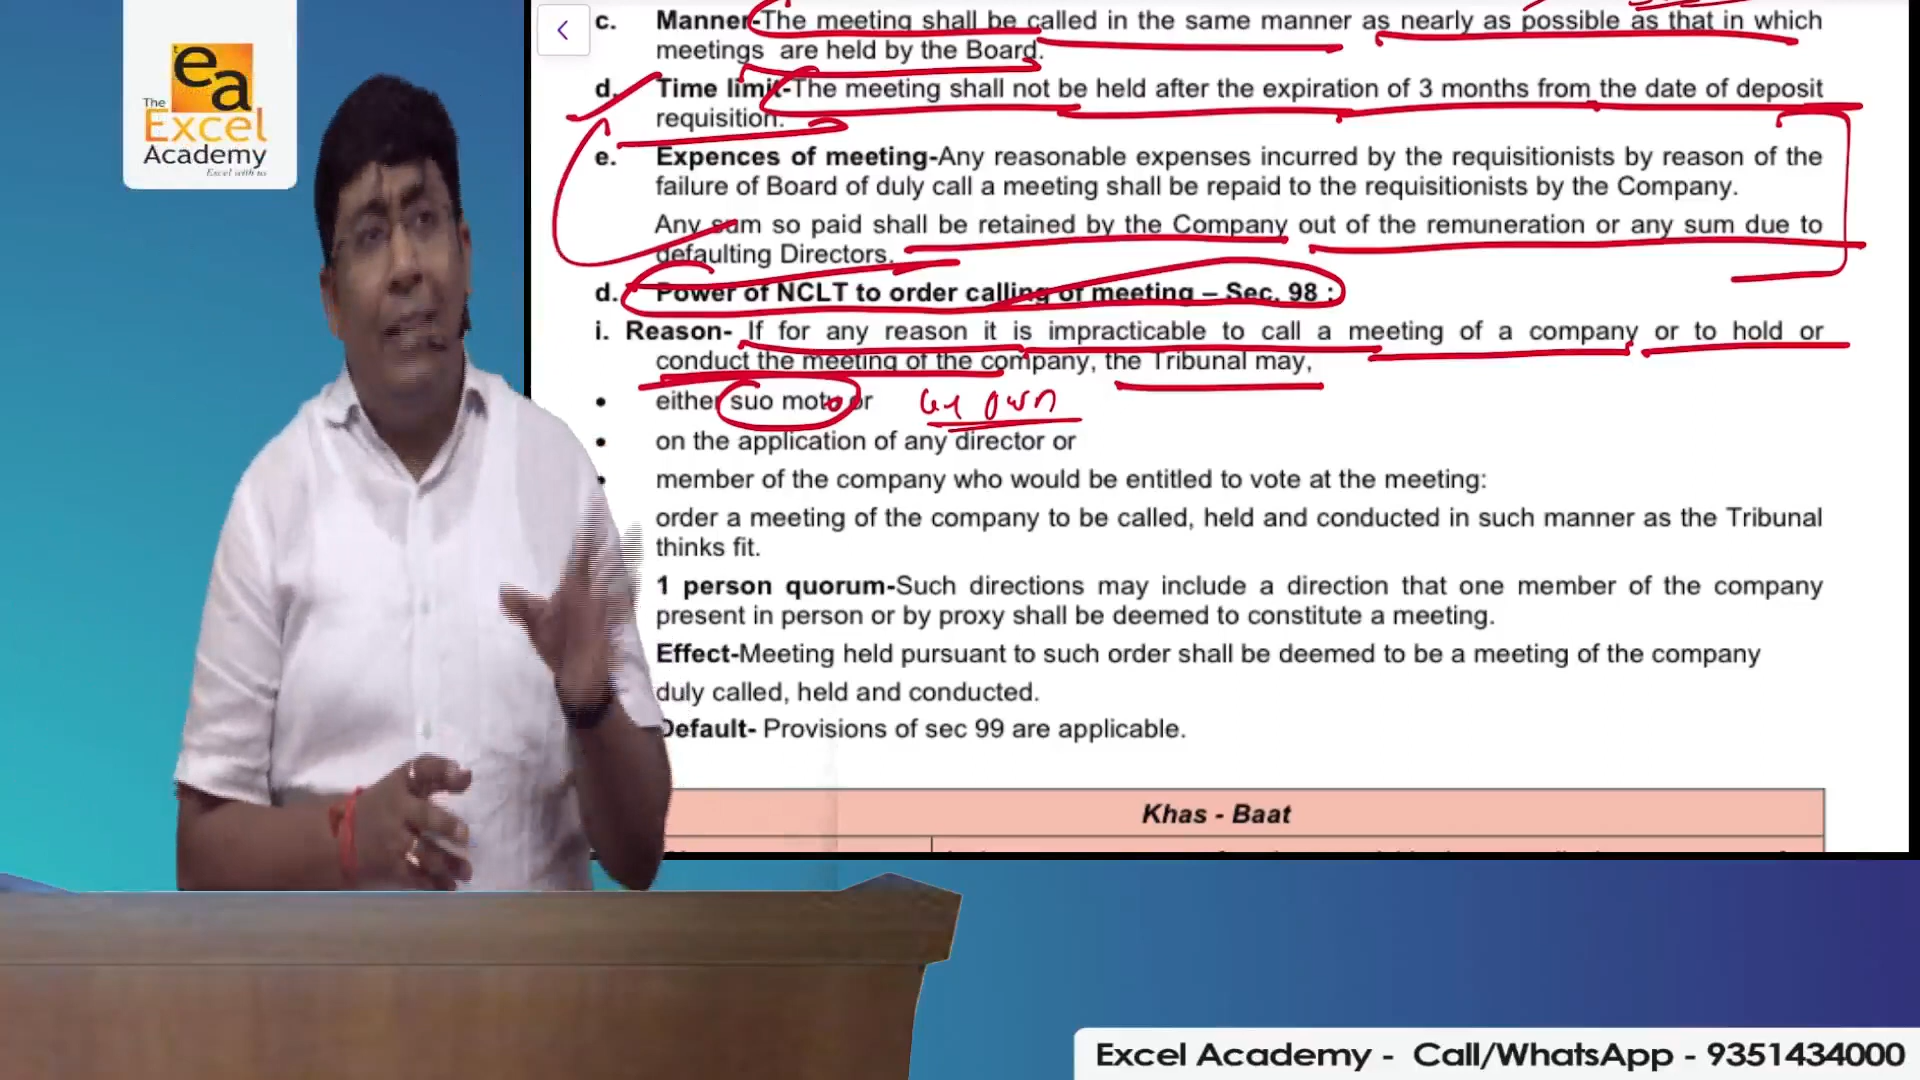 ea
The
Excel
Academy
Excel with us
c. Manner-The meeting shall be called in the same manner as nearly as possible as that in which
meetings are held by the Board.
d. Time limit-The meeting shall not be held after the expiration of 3 months from the date of deposit
requisition.
e. Expences of meeting-Any reasonable expenses incurred by the requisitionists by reason of the
failure of Board of duly call a meeting shall be repaid to the requisitionists by the Company.
Any sum so paid shall be retained by the Company out of the remuneration or any sum due to
defaulting Directors.
d. Power of NCLT to order calling of meeting – Sec. 98 :
i. Reason- If for any reason it is impracticable to call a meeting of a company or to hold or
conduct the meeting of the company, the Tribunal may,
• either suo moto or
own
• on the application of any director or
• member of the company who would be entitled to vote at the meeting:
order a meeting of the company to be called, held and conducted in such manner as the Tribunal
thinks fit.
1 person quorum-Such directions may include a direction that one member of the company
present in person or by proxy shall be deemed to constitute a meeting.
Effect-Meeting held pursuant to such order shall be deemed to be a meeting of the company
duly called, held and conducted.
Default- Provisions of sec 99 are applicable.
Khas - Baat
Excel Academy - Call/WhatsApp - 9351434000